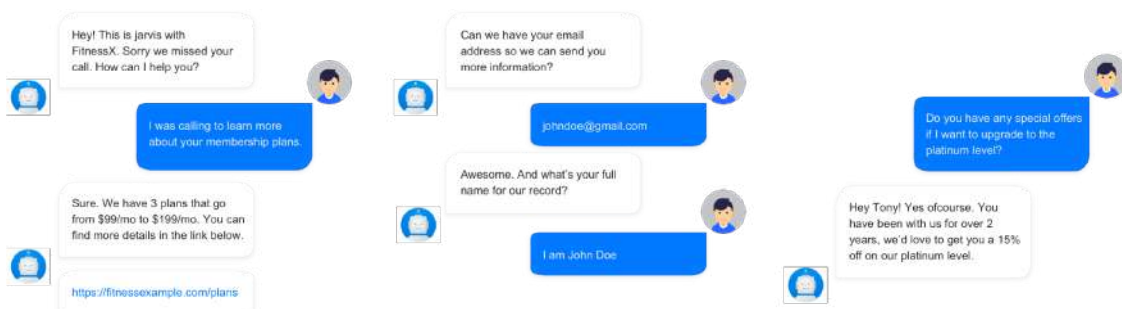 Hey! This is jarvis with
FitnessX. Sorry we missed your
call. How can I help you?
I was calling to learn more
about your membership plans.
Sure. We have 3 plans that go
from $99/mo to $199/mo. You can
find more details in the link below.
https://fitnessexample.com/plans
Can we have your email
address so we can send you
more information?
johndoe@gmail.com
Awesome. And what's your full
name for our record?
I am John Doe
Do you have any special offers
if I want to upgrade to the
platinum level?
Hey Tony! Yes ofcourse. You
have been with us for over 2
years, we'd love to get you a 15%
off on our platinum level.